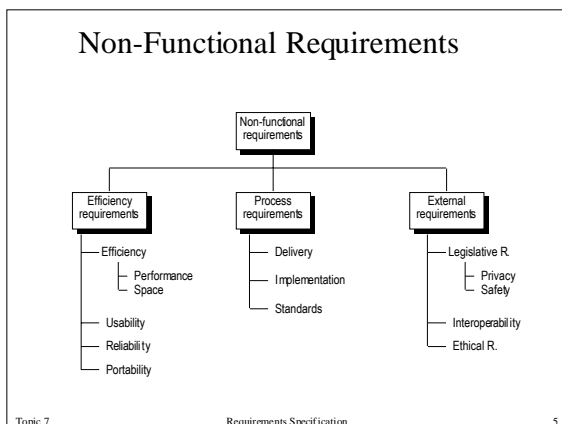 Non-Functional Requirements
Non-functional
requirements
Efficiency
requirements
Process
requirements
External
requirements
Efficiency
Performance
Space
Usability
Reliability
Portability
Delivery
Implementation
Standards
Legislative R.
Privacy
Safety
Interoperability
Ethical R.
Topic 7 Requirements Specification 5